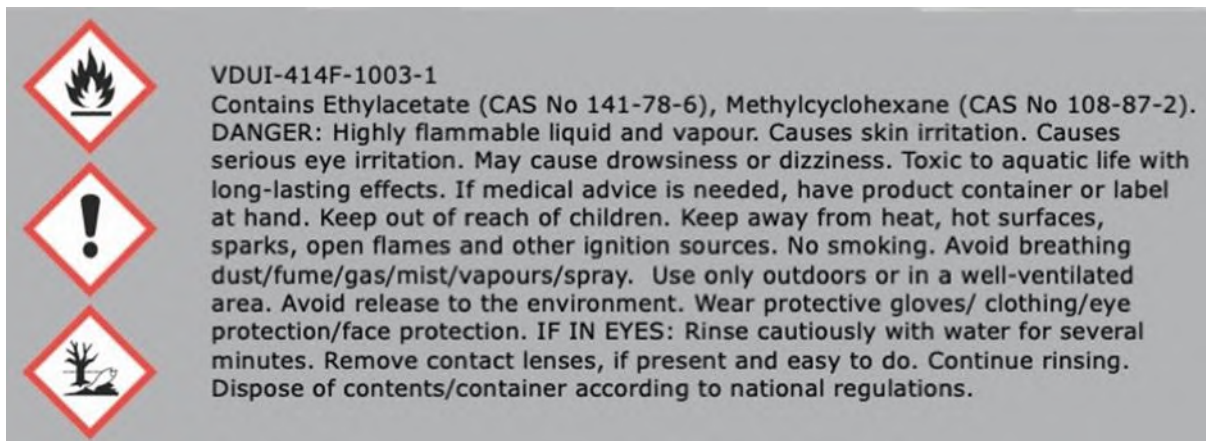 VDUI-414F-1003-1
Contains Ethylacetate (CAS No 141-78-6), Methylcyclohexane (CAS No 108-87-2).
DANGER: Highly flammable liquid and vapour. Causes skin irritation. Causes
serious eye irritation. May cause drowsiness or dizziness. Toxic to aquatic life with
long-lasting effects. If medical advice is needed, have product container or label
at hand. Keep out of reach of children. Keep away from heat, hot surfaces,
sparks, open flames and other ignition sources. No smoking. Avoid breathing
dust/fume/gas/mist/vapours/spray.  Use only outdoors or in a well-ventilated
area. Avoid release to the environment. Wear protective gloves/ clothing/eye
protection/face protection. IF IN EYES: Rinse cautiously with water for several
minutes. Remove contact lenses, if present and easy to do. Continue rinsing.
Dispose of contents/container according to national regulations.